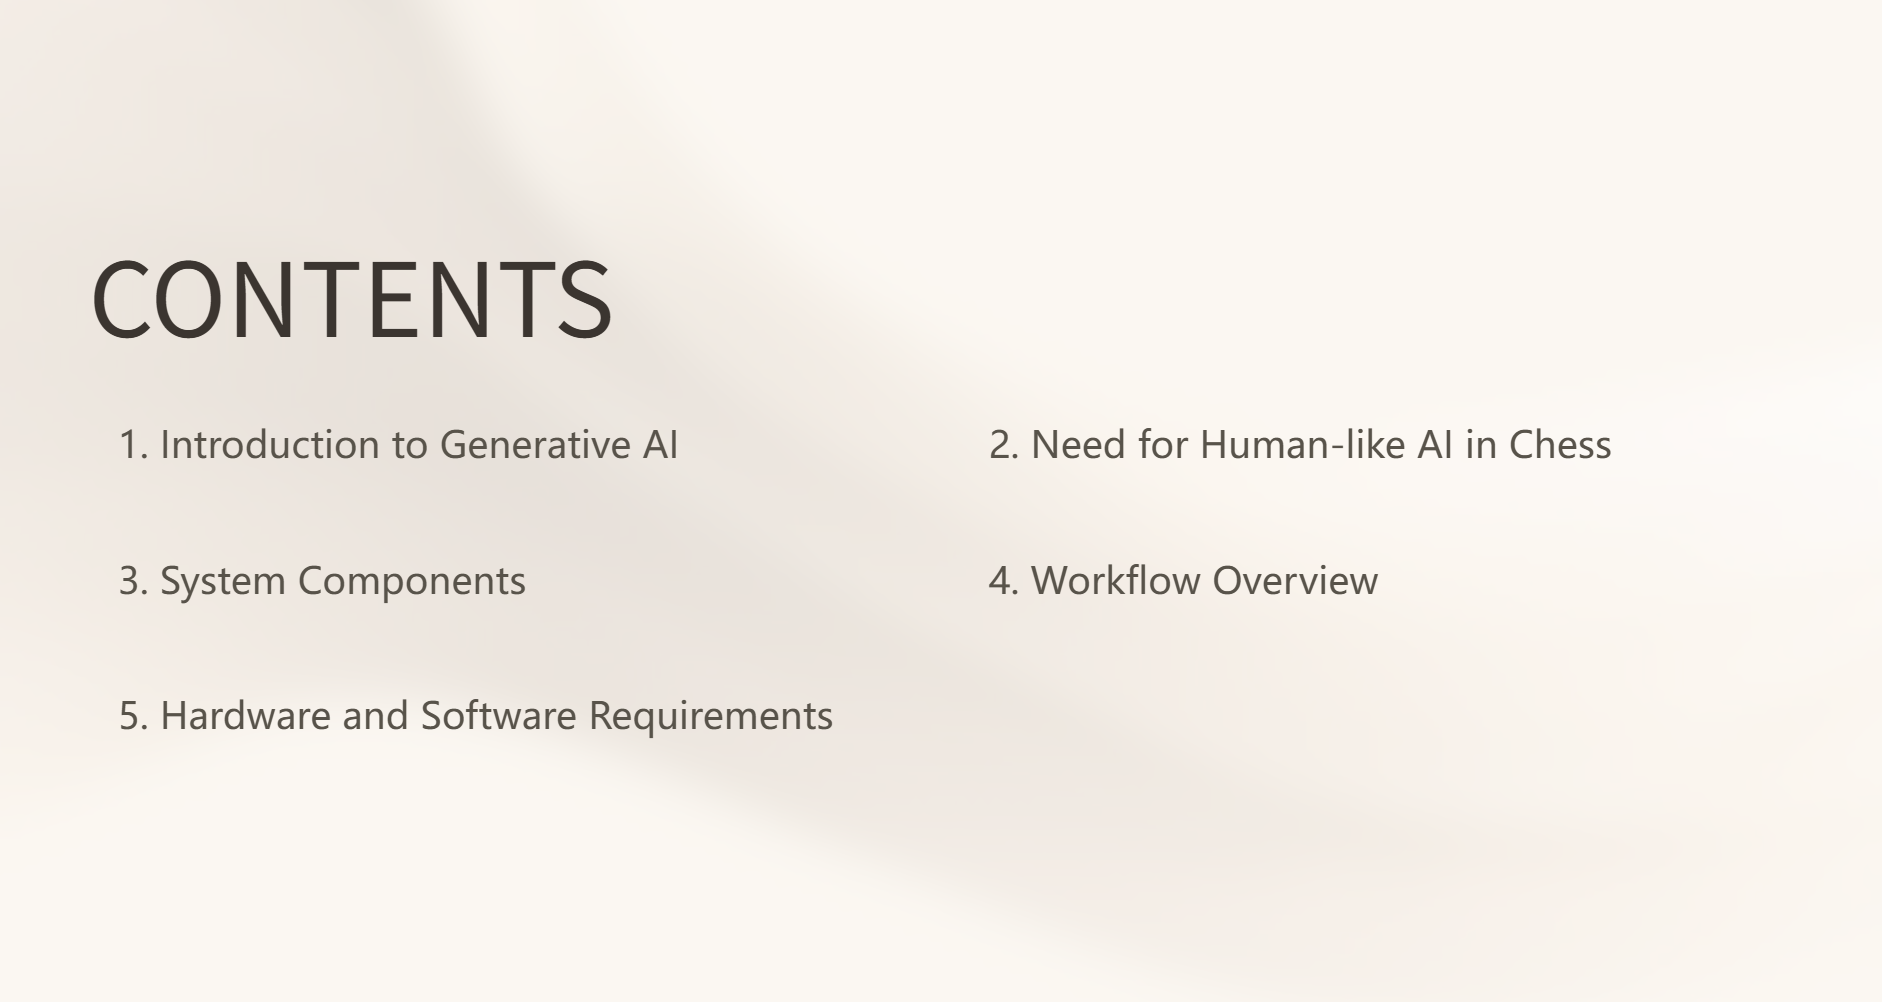 CONTENTS
1. Introduction to Generative AI
2. Need for Human-like AI in Chess
3. System Components
4. Workflow Overview
5. Hardware and Software Requirements